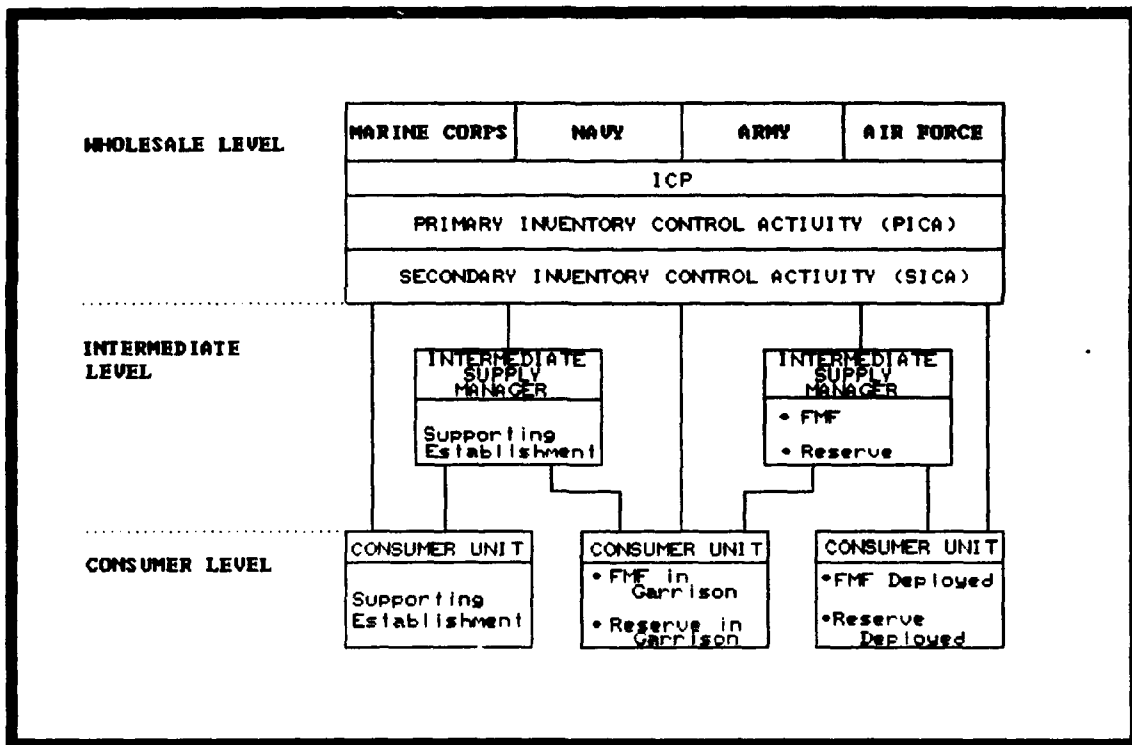 WHOLESALE LEVEL
MARINE CORPS NAVY ARMY AIR FORCE
ICP
PRIMARY INVENTORY CONTROL ACTIVITY (PICA)
SECONDARY INVENTORY CONTROL ACTIVITY (SICA)
INTERMEDIATE
LEVEL
INTERMEDIATE
SUPPLY
MANAGER
Supporting
Establishment
INTERMEDIATE
SUPPLY
MANAGER
• FMF
• Reserve
CONSUMER LEVEL
CONSUMER UNIT
Supporting
Establishment
CONSUMER UNIT
• FMF in
Garrison
• Reserve in
Garrison
CONSUMER UNIT
•FMF Deployed
•Reserve
Deployed